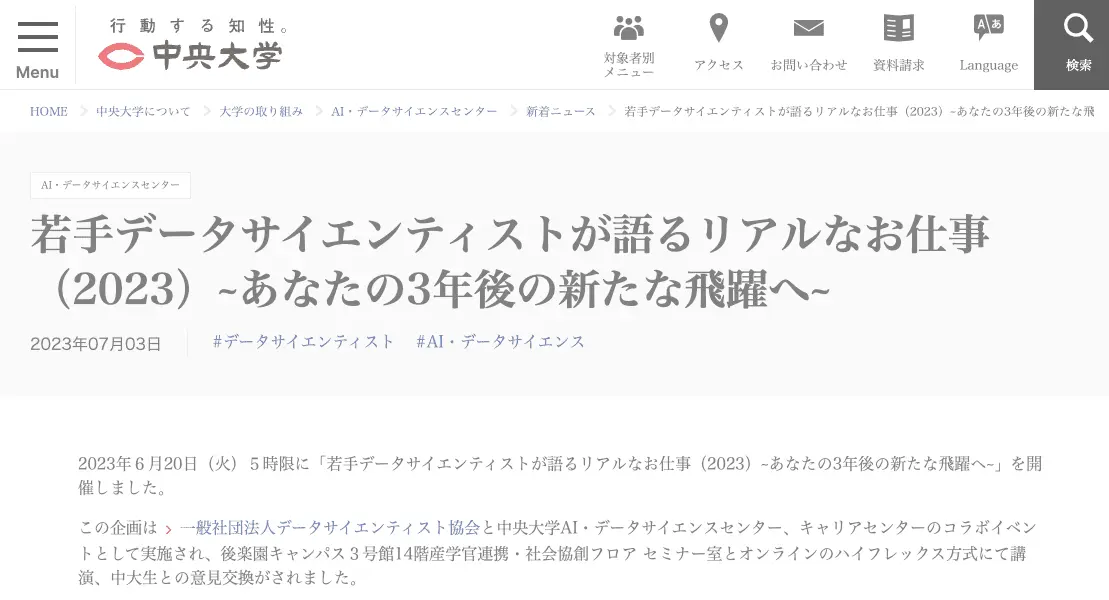 Menu
行動する知性。
中央大学
対象者別
メニュー
アクセス
お問い合わせ
資料請求
Aあ
Language
検索
HOME
中央大学について
大学の取り組み
AI・データサイエンスセンター
新着ニュース
若手データサイエンティストが語るリアルなお仕事（2023）~あなたの3年後の新たな飛
AI・データサイエンスセンター
若手データサイエンティストが語るリアルなお仕事
（2023）~あなたの3年後の新たな飛躍へ~
2023年07月03日
#データサイエンティスト
#AI・データサイエンス
2023年６月20日（火）５時限に「若手データサイエンティストが語るリアルなお仕事（2023）~あなたの3年後の新たな飛躍へ~」を開
催しました。
この企画は 一般社団法人データサイエンティスト協会と中央大学AI・データサイエンスセンター、キャリアセンターのコラボイベン
トとして実施され、後楽園キャンパス３号館14階産学官連携・社会協創フロア セミナー室とオンラインのハイフレックス方式にて講
演、中大生との意見交換がされました。